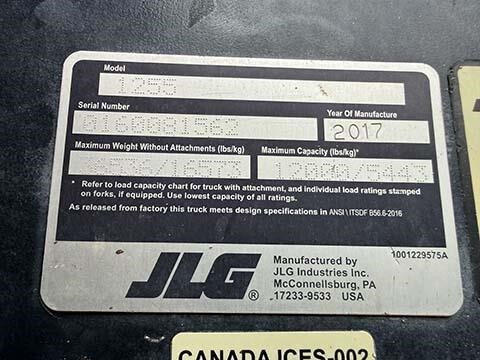 Model
1255
Serial Number
0160081562
Year Of Manufacture
2017
Maximum Weight Without Attachments (lbs/kg)
Maximum Capacity (lbs/kg)*
12000/5443
* Refer to load capacity chart for truck with attachment, and individual load ratings stamped
on forks, if equipped. Use lowest capacity of all ratings.
As released from factory this truck meets design specifications in ANSI \ ITSDF B56.6-2016
JLG®
Manufactured by
JLG Industries Inc.
McConnellsburg, PA
17233-9533 USA
1001229575A
CANADA ICES-002